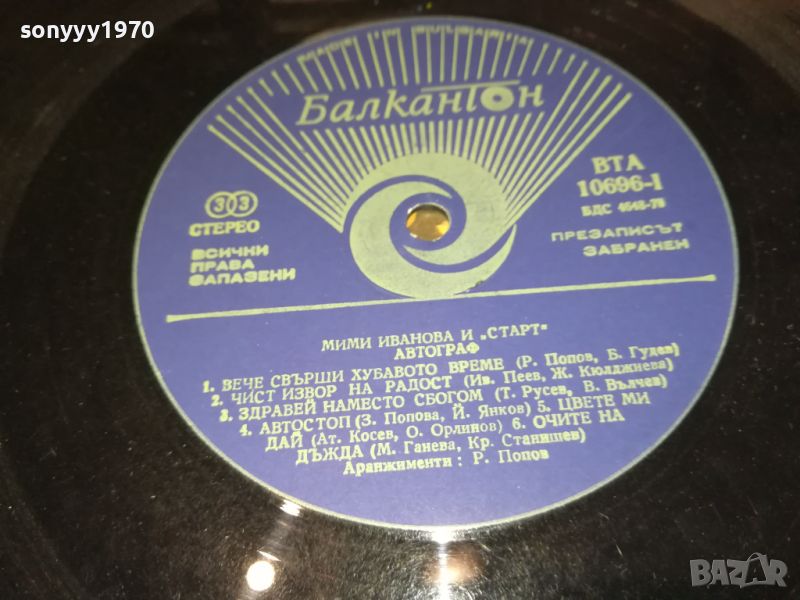 sonyyy1970
Балкантон
33
СТЕРЕО
ВСИЧКИ
ПРАВА
ЗАПАЗЕНИ
ВТА
10696-1
БДС 4648-78
ПРЕЗАПИСЪТ
ЗАБРАНЕН
МИМИ ИВАНОВА И „СТАРТ“
АВТОГРАФ
1. ВЕЧЕ СВЪРШИ ХУБАВОТО ВРЕМЕ (Р. Попов, Б. Гудев)
2. ЧИСТ ИЗВОР НА РАДОСТ (Ив. Пеев, Ж. Кюлджиева)
3. ЗДРАВЕЙ НАМЕСТО СБОГОМ (Т. Русев, В. Вълчев)
4. АВТОСТОП (З. Попова, Й. Янков) 5. ЦВЕТЕ МИ
ДАЙ (Ат. Косев, О. Орлинов) 6. ОЧИТЕ НА
ДЪЖДА (М. Ганева, Кр. Станишев)
Аранжименти : Р. Попов
BAZAR